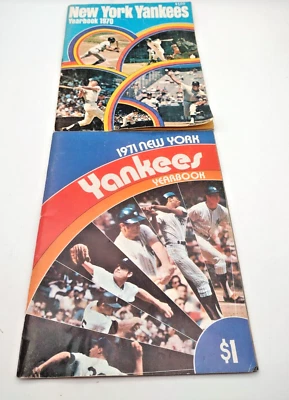 New York Yankees
Yearbook 1970
1971 NEW YORK
Yankees
YEARBOOK
$1